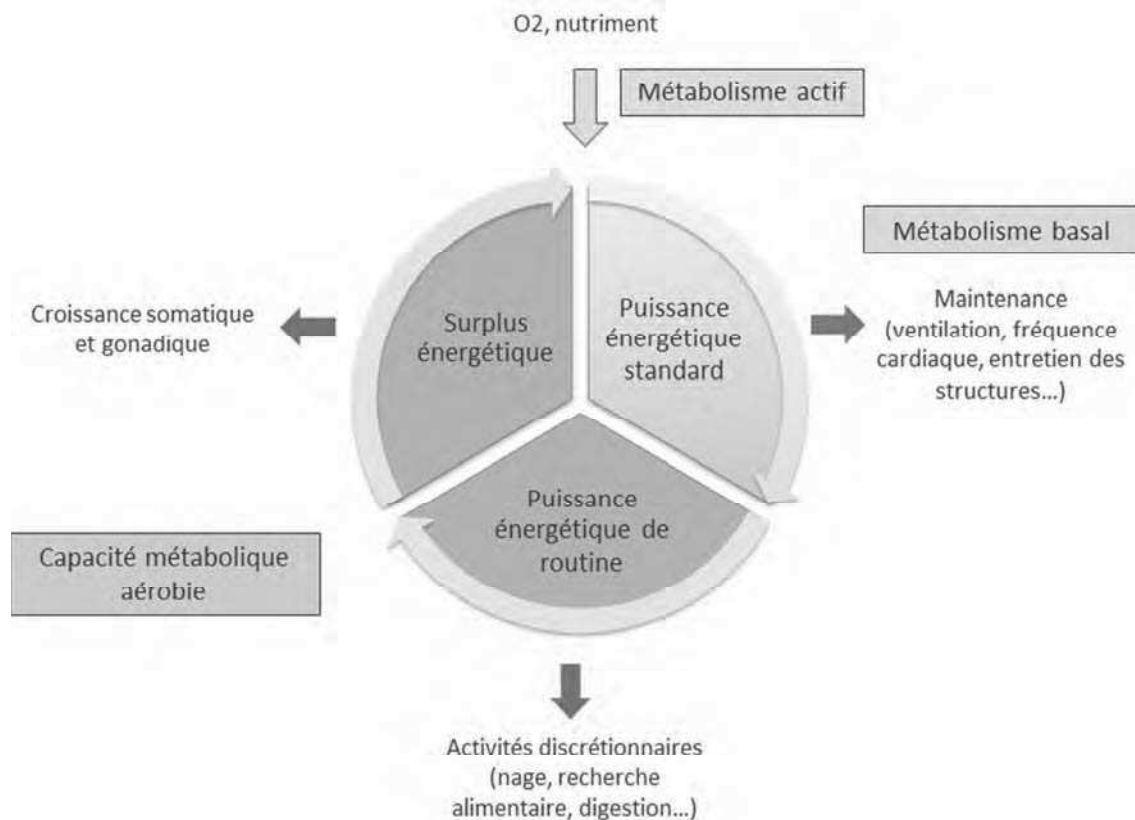 O2, nutriment
Métabolisme actif
Métabolisme basal
Croissance somatique
et gonadique
Surplus
énergétique
Puissance
énergétique
standard
Maintenance
(ventilation, fréquence
cardiaque, entretien des
structures...)
Puissance
énergétique de
routine
Capacité métabolique
aérobie
Activités discrétionnaires
(nage, recherche
alimentaire, digestion...)